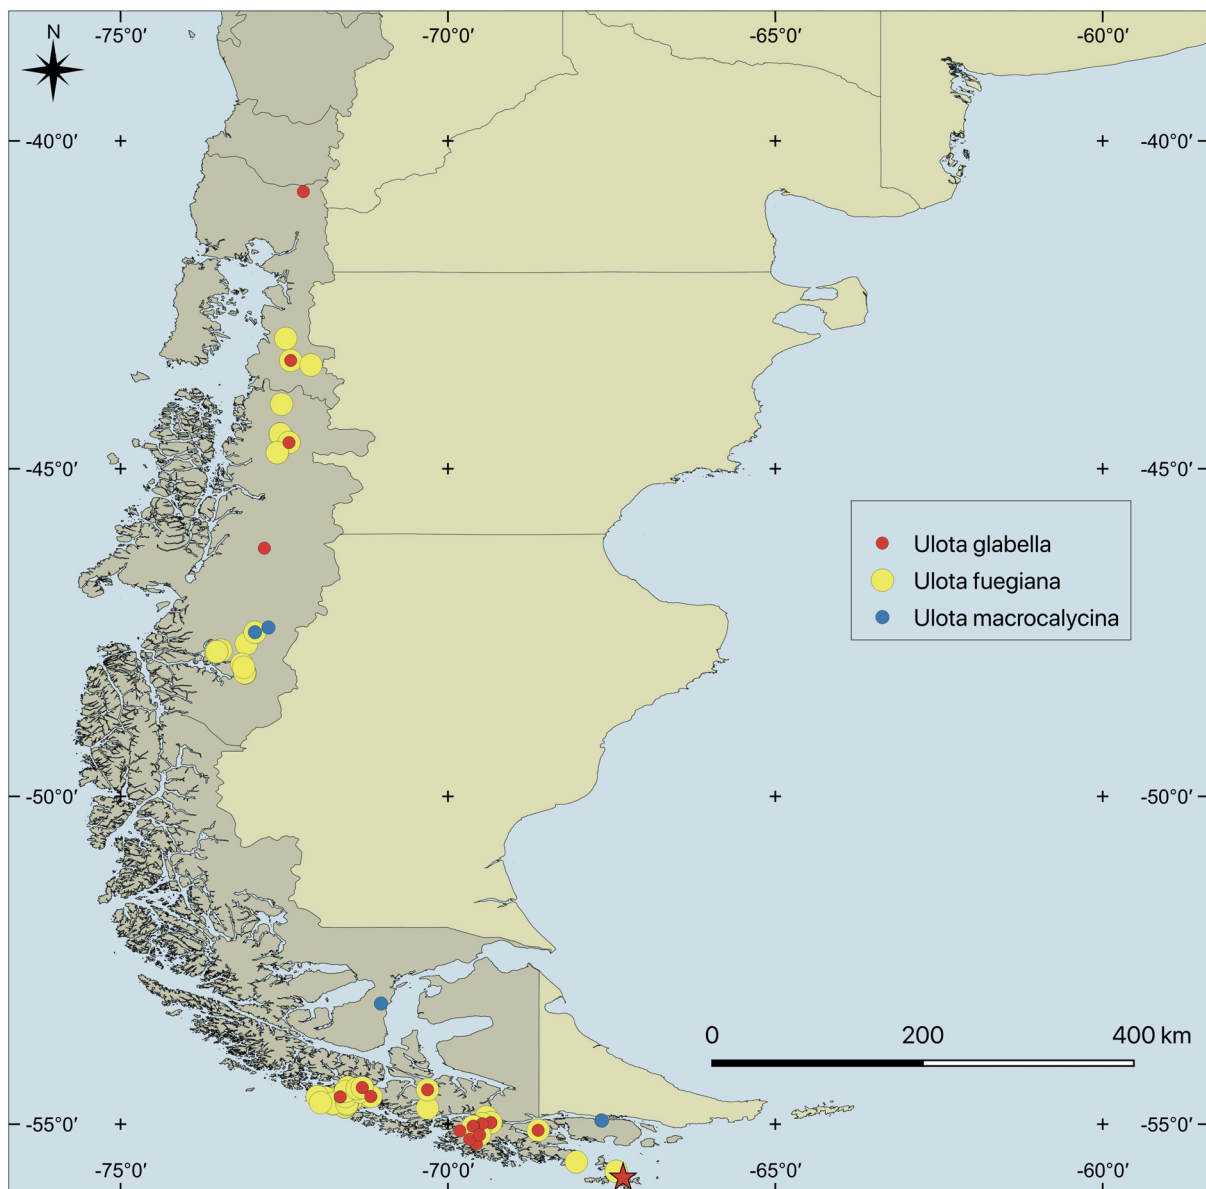 N
-75°0′ -70°0′ -65°0′ -60°0′
-40°0′ -40°0′
-45°0′ -45°0′
Ulota glabella
Ulota fuegiana
Ulota macrocalycina
-50°0′ -50°0′
0 200 400 km
-55°0′ -55°0′
-75°0′ -70°0′ -65°0′ -60°0′